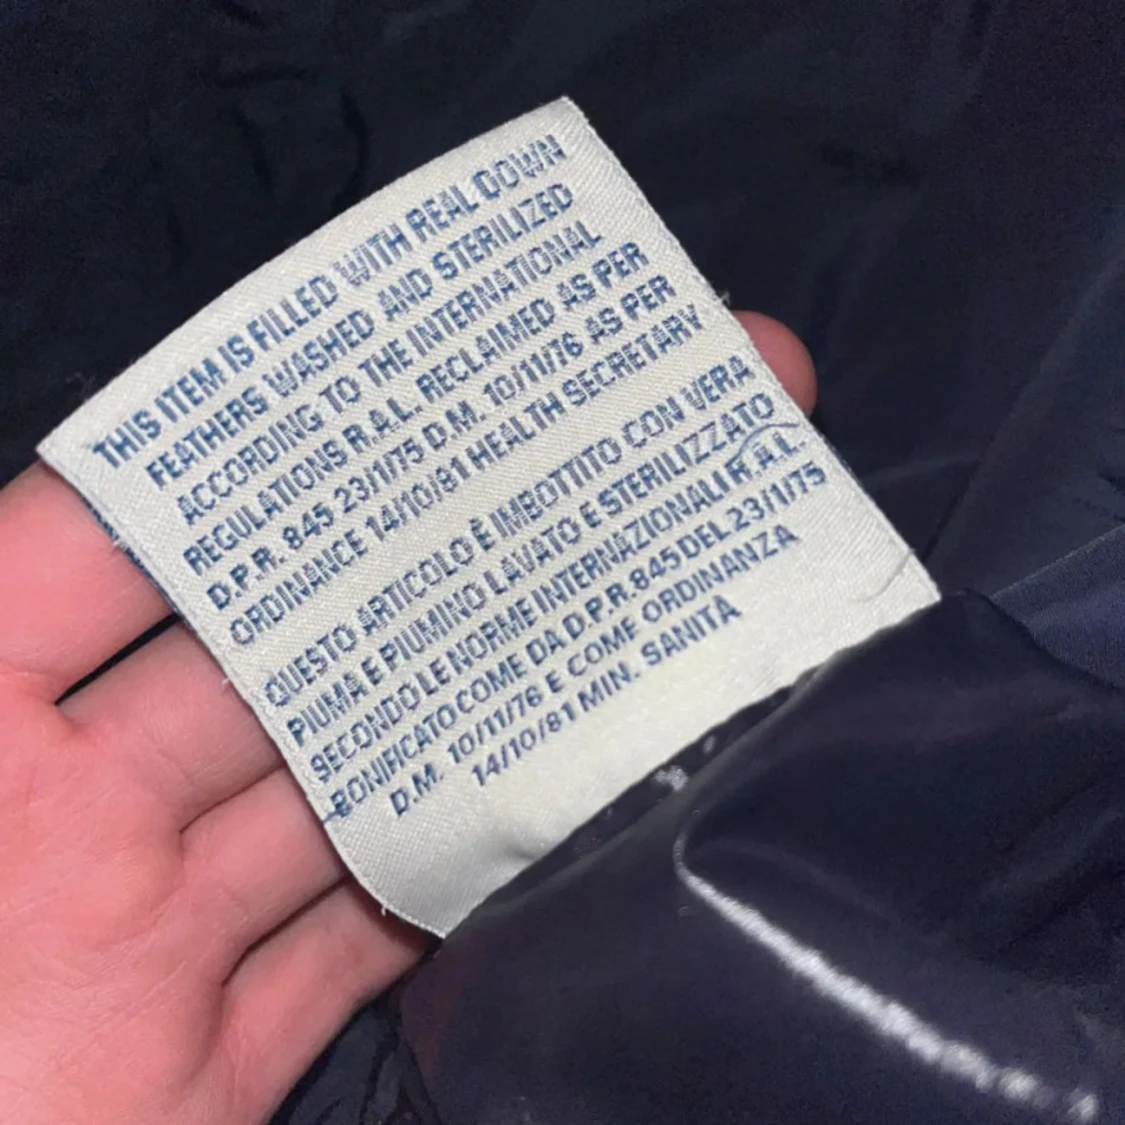 THIS ITEM IS FILLED WITH REAL DOWN
FEATHERS WASHED AND STERILIZED
ACCORDING TO THE INTERNATIONAL
REGULATIONS R.A.L. RECLAIMED AS PER
D.P.R. 845 23/1/75 D.M. 10/11/76 AS PER
ORDINANCE 14/10/81 HEALTH SECRETARY
QUESTO ARTICOLO È IMBOTTITO CON VERA
PIUMA E PIUMINO LAVATO E STERILIZZATO
SECONDO LE NORME INTERNAZIONALI R.A.L.
BONIFICATO COME DA D.P.R. 845 DEL 23/1/75
D.M. 10/11/76 E COME ORDINANZA
14/10/81 MIN. SANITÀ